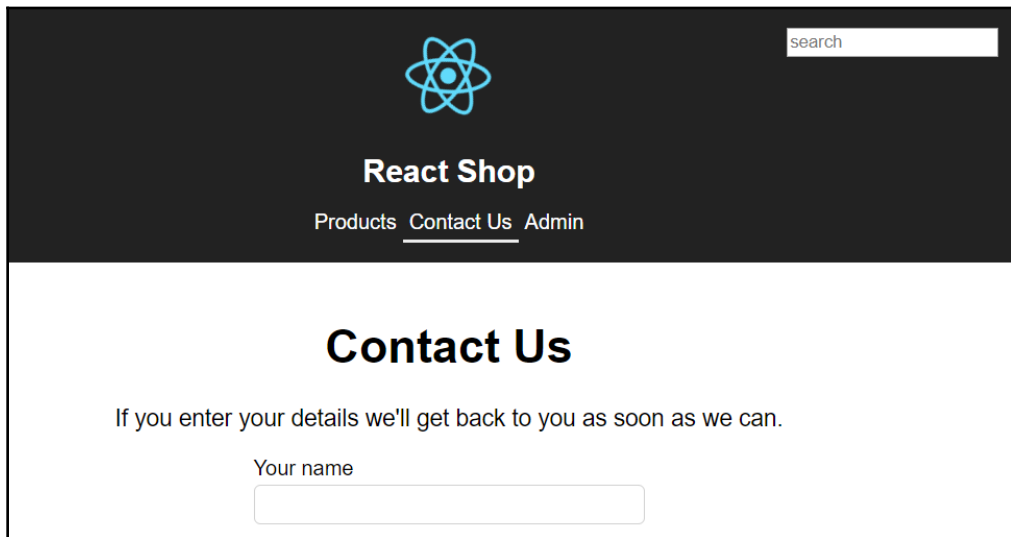 search
React Shop
Products Contact Us Admin
Contact Us
If you enter your details we'll get back to you as soon as we can.
Your name